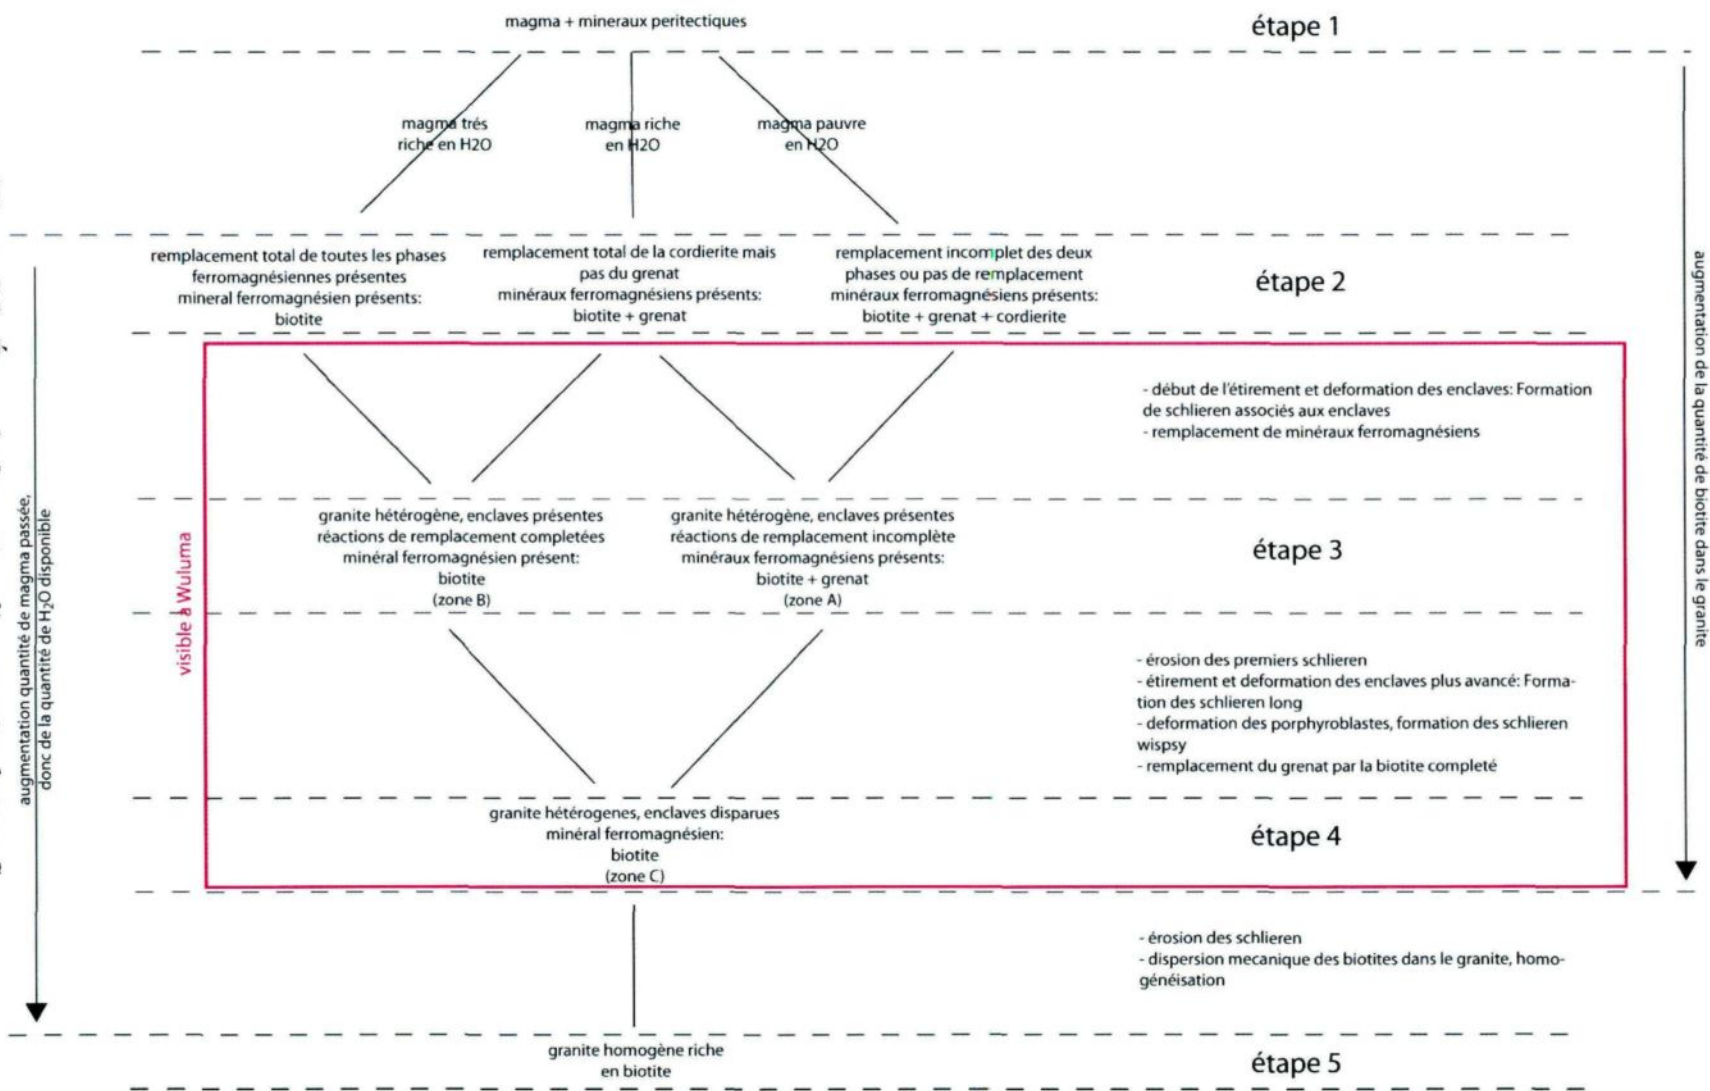 magma + mineraux peritectiques
étape 1
magma trés
riche en H2O
magma riche
en H2O
magma pauvre
en H2O
remplacement total de toutes les phases
ferromagnésiennes présentes
mineral ferromagnésien présents:
biotite
remplacement total de la cordierite mais
pas du grenat
minéraux ferromagnésiens présents:
biotite + grenat
remplacement incomplet des deux
phases ou pas de remplacement
minéraux ferromagnésiens présents:
biotite + grenat + cordierite
étape 2
- début de l'étirement et deformation des enclaves: Formation
de schlieren associés aux enclaves
- remplacement de minéraux ferromagnésiens
granite hétérogène, enclaves présentes
réactions de remplacement completées
minéral ferromagnésien présent:
biotite
(zone B)
granite hétérogène, enclaves présentes
réactions de remplacement incomplète
minéraux ferromagnésiens présents:
biotite + grenat
(zone A)
étape 3
- érosion des premiers schlieren
- étirement et deformation des enclaves plus avancé: Forma-
tion des schlieren long
- deformation des porphyroblastes, formation des schlieren
wispsy
- remplacement du grenat par la biotite completé
granite hétérogenes, enclaves disparues
minéral ferromagnésien:
biotite
(zone C)
étape 4
- érosion des schlieren
- dispersion mecanique des biotites dans le granite, homo-
généisation
granite homogène riche
en biotite
étape 5
visible à Wuluma
augmentation quantité de magma passée,
donc de la quantité de H2O disponible
augmentation de la quantité de biotite dans le granite